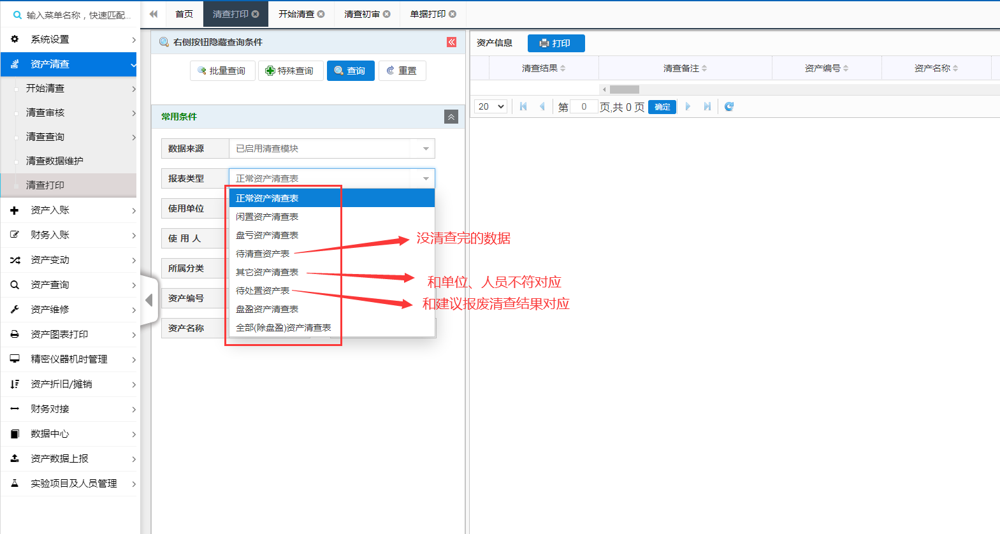 输入菜单名称，快速匹配...
首页
清查打印
开始清查
清查初审
单据打印
系统设置
资产清查
开始清查
清查审核
清查查询
清查数据维护
清查打印
资产入账
财务入账
资产变动
资产查询
资产维修
资产图表打印
精密仪器机时管理
资产折旧/摊销
财务对接
数据中心
资产数据上报
实验项目及人员管理
右侧按钮隐藏查询条件
批量查询
特殊查询
查询
重置
常用条件
数据来源
已启用清查模块
报表类型
正常资产清查表
使用单位
使 用 人
所属分类
资产编号
资产名称
正常资产清查表
闲置资产清查表
盘亏资产清查表
待清查资产表
其它资产清查表
待处置资产表
盘盈资产清查表
全部(除盘盈)资产清查表
没清查完的数据
和单位、人员不符对应
和建议报废清查结果对应
资产信息
打印
清查结果
清查备注
资产编号
资产名称
20
第 0 页,共 0 页
确定